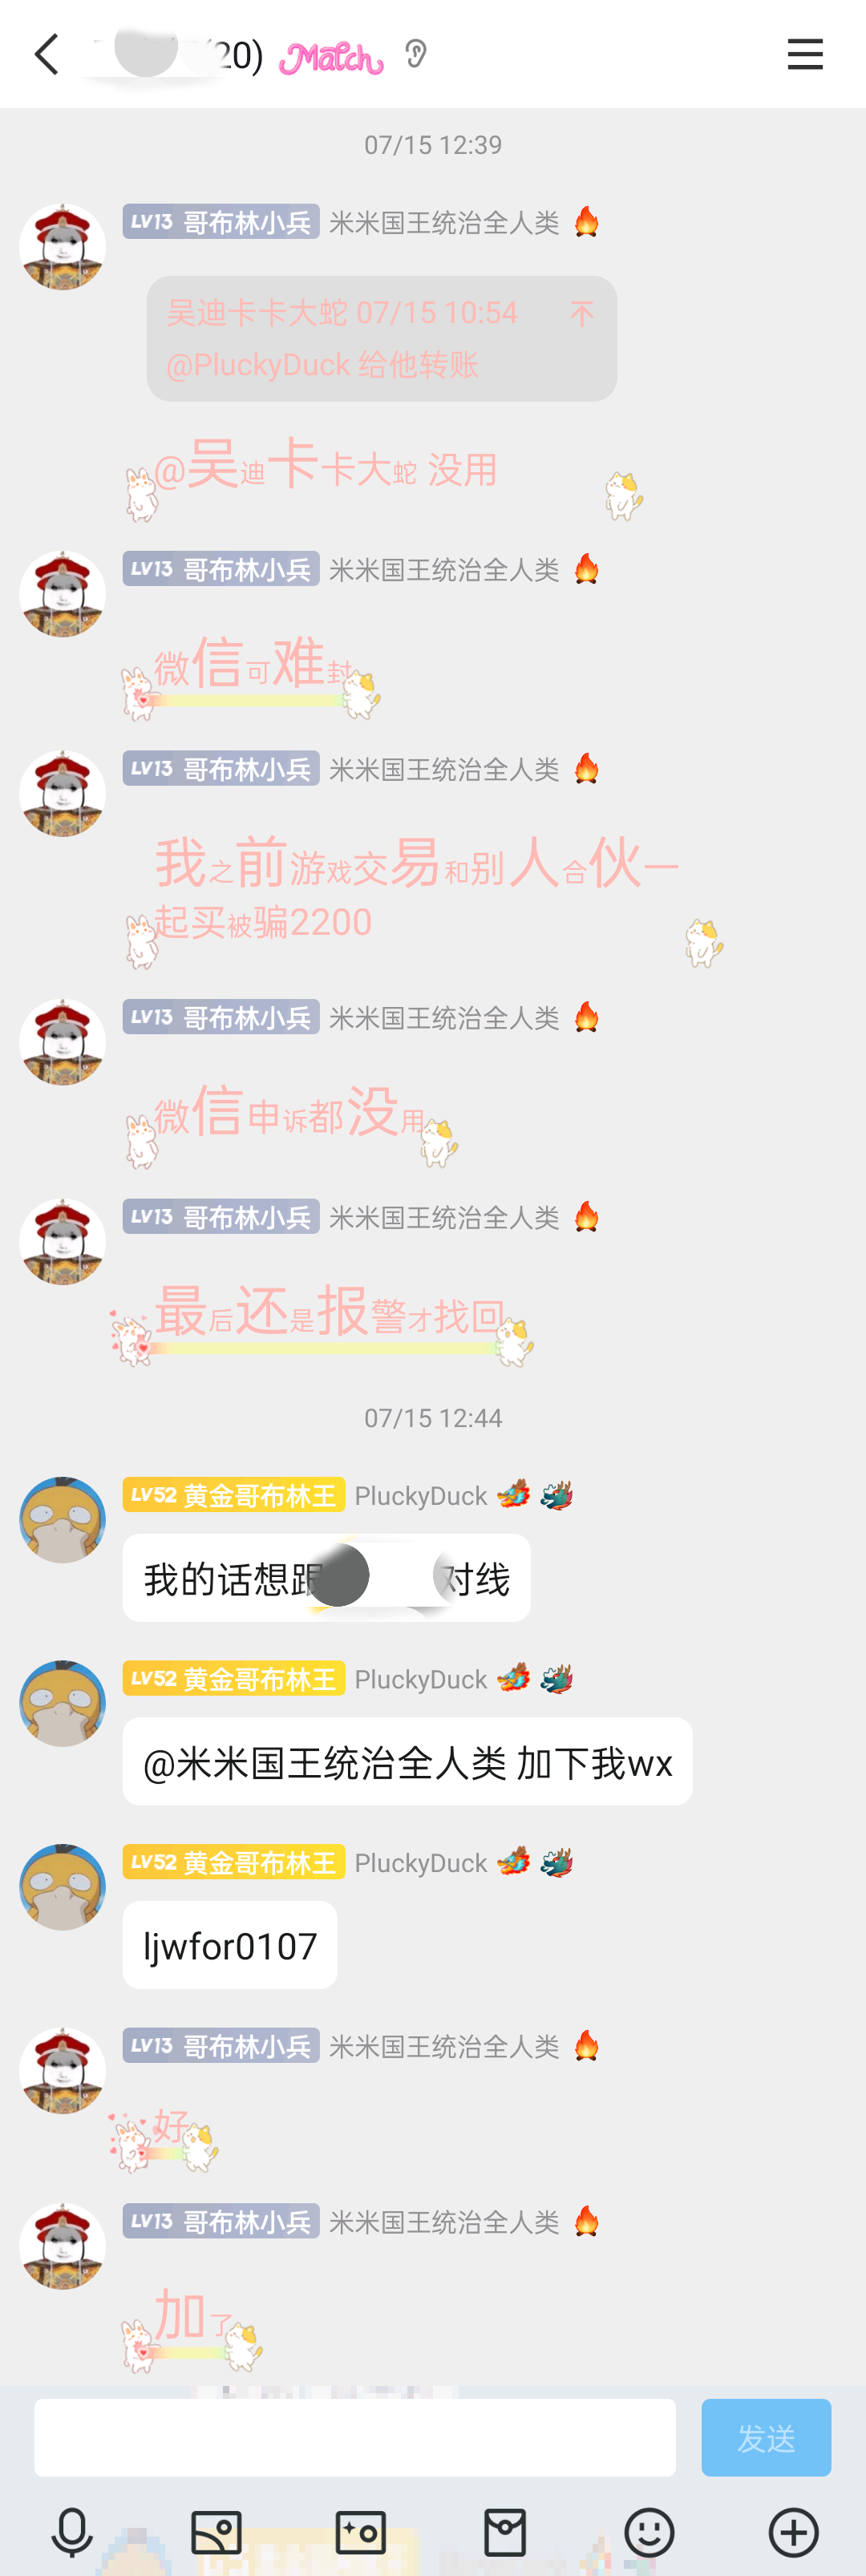 20)
Match
07/15 12:39
LV13 哥布林小兵 米米国王统治全人类
吴迪卡卡大蛇 07/15 10:54
@PluckyDuck 给他转账
@吴迪卡卡大蛇 没用
LV13 哥布林小兵 米米国王统治全人类
微信可难封
LV13 哥布林小兵 米米国王统治全人类
我之前游戏交易和别人合伙一
起买被骗2200
LV13 哥布林小兵 米米国王统治全人类
微信申诉都没用
LV13 哥布林小兵 米米国王统治全人类
最后还是报警才找回
07/15 12:44
LV52 黄金哥布林王 PluckyDuck
我的话想跟 对线
LV52 黄金哥布林王 PluckyDuck
@米米国王统治全人类 加下我wx
LV52 黄金哥布林王 PluckyDuck
ljwfor0107
LV13 哥布林小兵 米米国王统治全人类
好
LV13 哥布林小兵 米米国王统治全人类
加了
发送